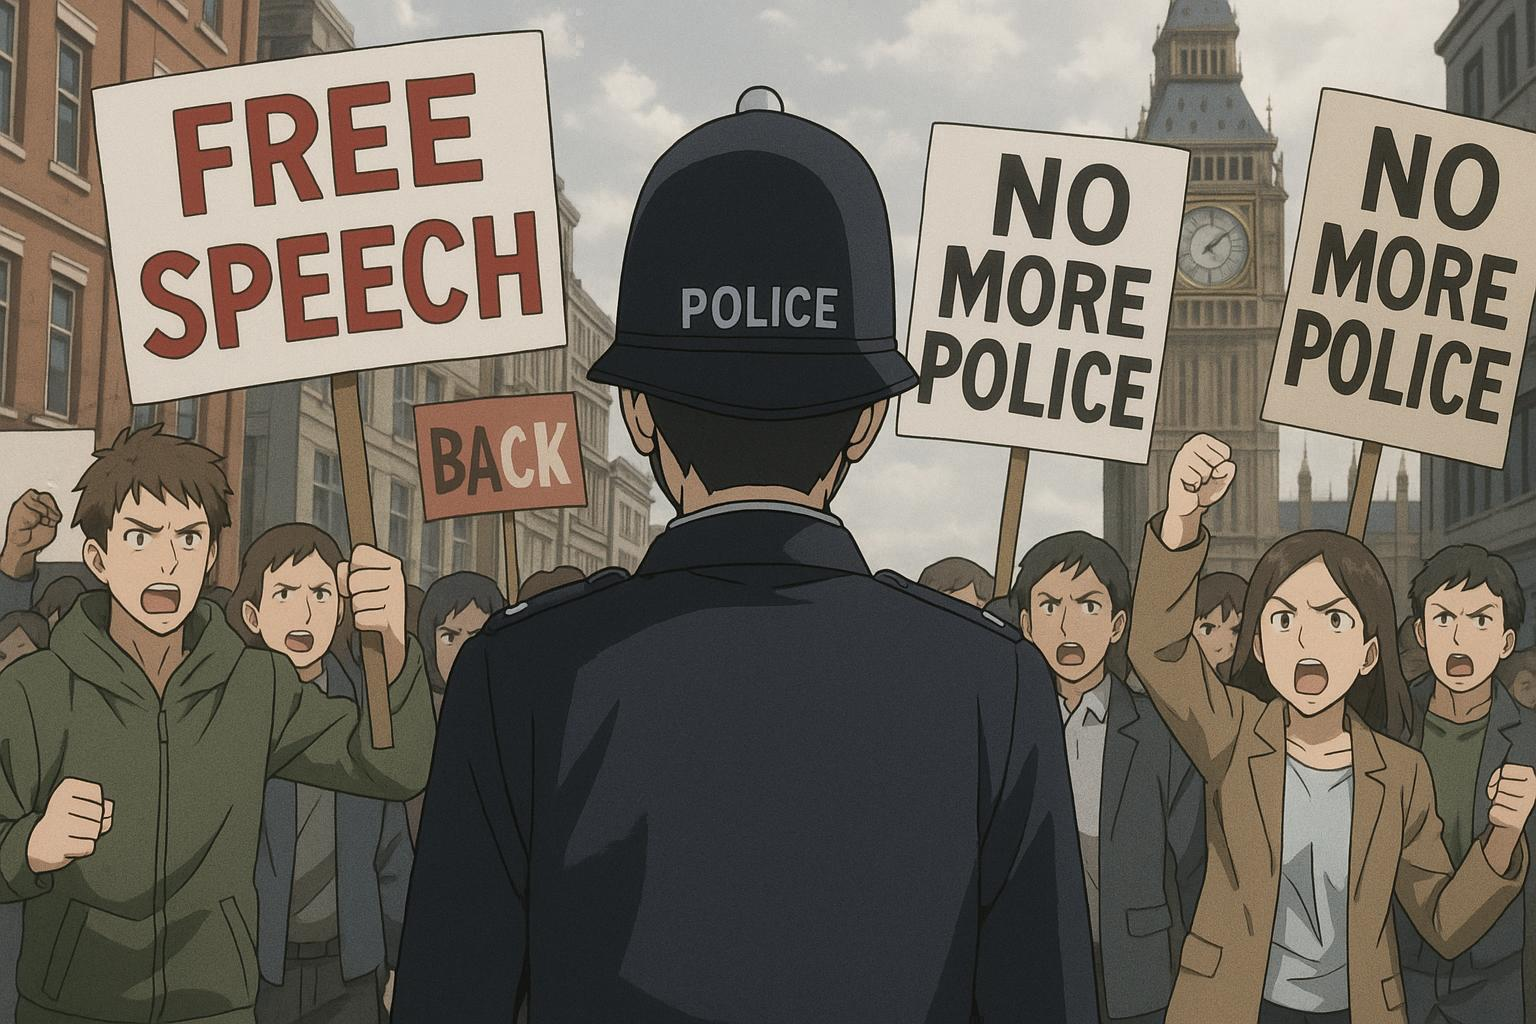 FREE
SPEECH
BACK
POLICE
NO
MORE
POLICE
NO
MORE
POLICE